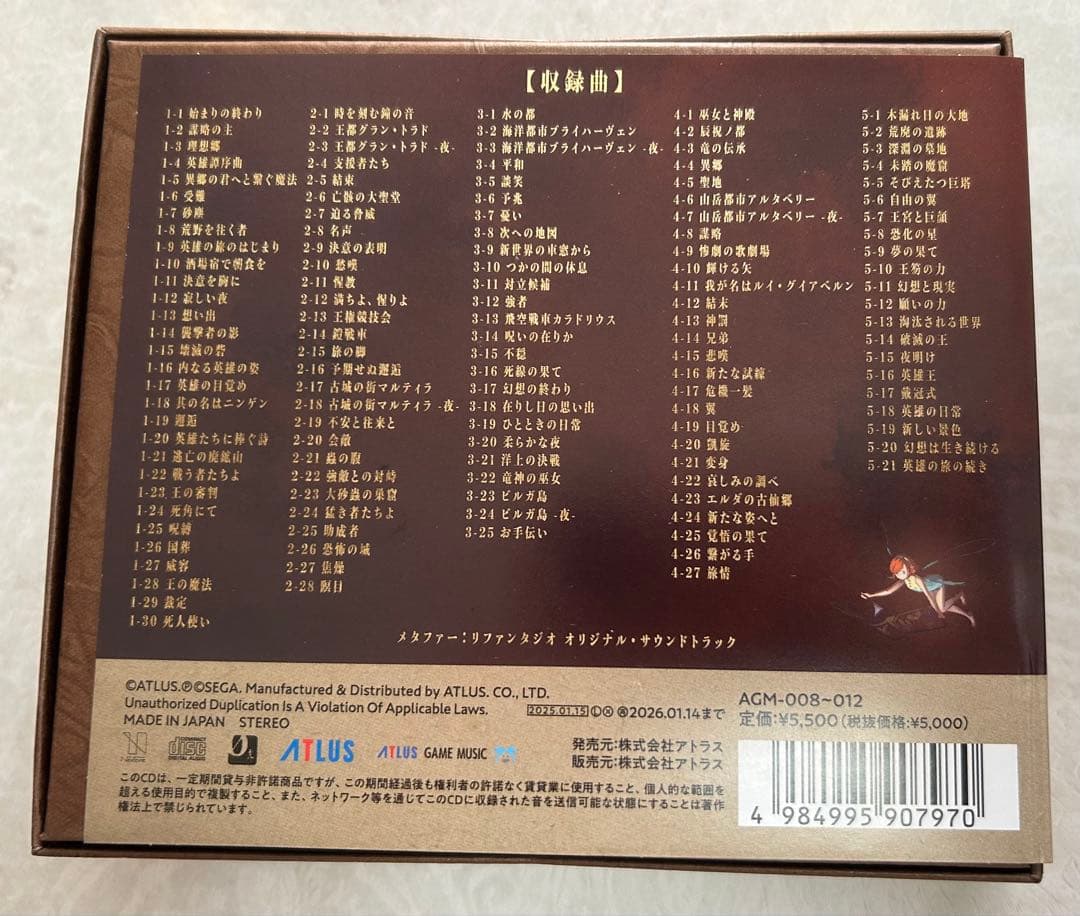 【収録曲】
1-1 始まりの終わり
1-2 謀略の主
1-3 理想郷
1-4 英雄譚序曲
1-5 異郷の君へと繋ぐ魔法
1-6 受難
1-7 砂塵
1-8 荒野を往く者
1-9 英雄の旅のはじまり
1-10 酒場宿で朝食を
1-11 決意を胸に
1-12 寂しい夜
1-13 想い出
1-14 襲撃者の影
1-15 壊滅の砦
1-16 内なる英雄の姿
1-17 英雄の目覚め
1-18 其の名はニンゲン
1-19 邂逅
1-20 英雄たちに捧ぐ詩
1-21 逃亡の魔鉱山
1-22 戦う者たちよ
1-23 王の審判
1-24 死角にて
1-25 呪縛
1-26 国葬
1-27 威容
1-28 王の魔法
1-29 裁定
1-30 死人使い
2-1 時を刻む鐘の音
2-2 王都グラン・トラド
2-3 王都グラン・トラド -夜-
2-4 支援者たち
2-5 結束
2-6 亡骸の大聖堂
2-7 迫る脅威
2-8 名声
2-9 決意の表明
2-10 愁嘆
2-11 惺教
2-12 満ちよ、惺りよ
2-13 王権競技会
2-14 鎧戦車
2-15 旅の脚
2-16 予期せぬ邂逅
2-17 古城の街マルティラ
2-18 古城の街マルティラ -夜-
2-19 不安と往来と
2-20 会敵
2-21 蟲の腹
2-22 強敵との対峙
2-23 大砂蟲の巣窟
2-24 猛き者たちよ
2-25 助成者
2-26 恐怖の城
2-27 焦燥
2-28 瞑目
3-1 水の都
3-2 海洋都市ブライハーヴェン
3-3 海洋都市ブライハーヴェン -夜-
3-4 平和
3-5 談笑
3-6 予兆
3-7 憂い
3-8 次への地図
3-9 新世界の車窓から
3-10 つかの間の休息
3-11 対立候補
3-12 強者
3-13 飛空戦車カラドリウス
3-14 呪いの在りか
3-15 不穏
3-16 死線の果て
3-17 幻想の終わり
3-18 在りし日の思い出
3-19 ひとときの日常
3-20 柔らかな夜
3-21 洋上の決戦
3-22 竜神の巫女
3-23 ビルガ島
3-24 ビルガ島 -夜-
3-25 お手伝い
4-1 巫女と神殿
4-2 辰祝ノ都
4-3 竜の伝承
4-4 異郷
4-5 聖地
4-6 山岳都市アルタベリー
4-7 山岳都市アルタベリー -夜-
4-8 謀略
4-9 惨劇の歌劇場
4-10 輝ける矢
4-11 我が名はルイ・グイアベルン
4-12 結末
4-13 神罰
4-14 兄弟
4-15 悲嘆
4-16 新たな試練
4-17 危機一髪
4-18 翼
4-19 目覚め
4-20 凱旋
4-21 変身
4-22 哀しみの調べ
4-23 エルダの古仙郷
4-24 新たな姿へと
4-25 覚悟の果て
4-26 繋がる手
4-27 旅情
5-1 木漏れ日の大地
5-2 荒廃の遺跡
5-3 深淵の墓地
5-4 未踏の魔窟
5-5 そびえたつ巨塔
5-6 自由の翼
5-7 王宮と巨顔
5-8 恐化の星
5-9 夢の果て
5-10 王笏の力
5-11 幻想と現実
5-12 願いの力
5-13 淘汰される世界
5-14 破滅の王
5-15 夜明け
5-16 英雄王
5-17 戴冠式
5-18 英雄の日常
5-19 新しい景色
5-20 幻想は生き続ける
5-21 英雄の旅の続き
メタファー：リファンタジオ オリジナル・サウンドトラック
©ATLUS.℗©SEGA. Manufactured & Distributed by ATLUS. CO., LTD.
Unauthorized Duplication Is A Violation Of Applicable Laws.
MADE IN JAPAN STEREO
2025.01.15 Ⓛ Ⓧ 2026.01.14まで
AGM-008～012
定価：¥5,500（税抜価格：¥5,000）
COMPACT disc DIGITAL AUDIO
ATLUS
ATLUS GAME MUSIC
発売元：株式会社アトラス
販売元：株式会社アトラス
このCDは、一定期間貸与非許諾商品ですが、この期間経過後も権利者の許諾なく賃貸業に使用すること、個人的な範囲を
超える使用目的で複製すること、また、ネットワーク等を通じてこのCDに収録された音を送信可能な状態にすることは著作
権法上で禁じられています。
4 984995 907970